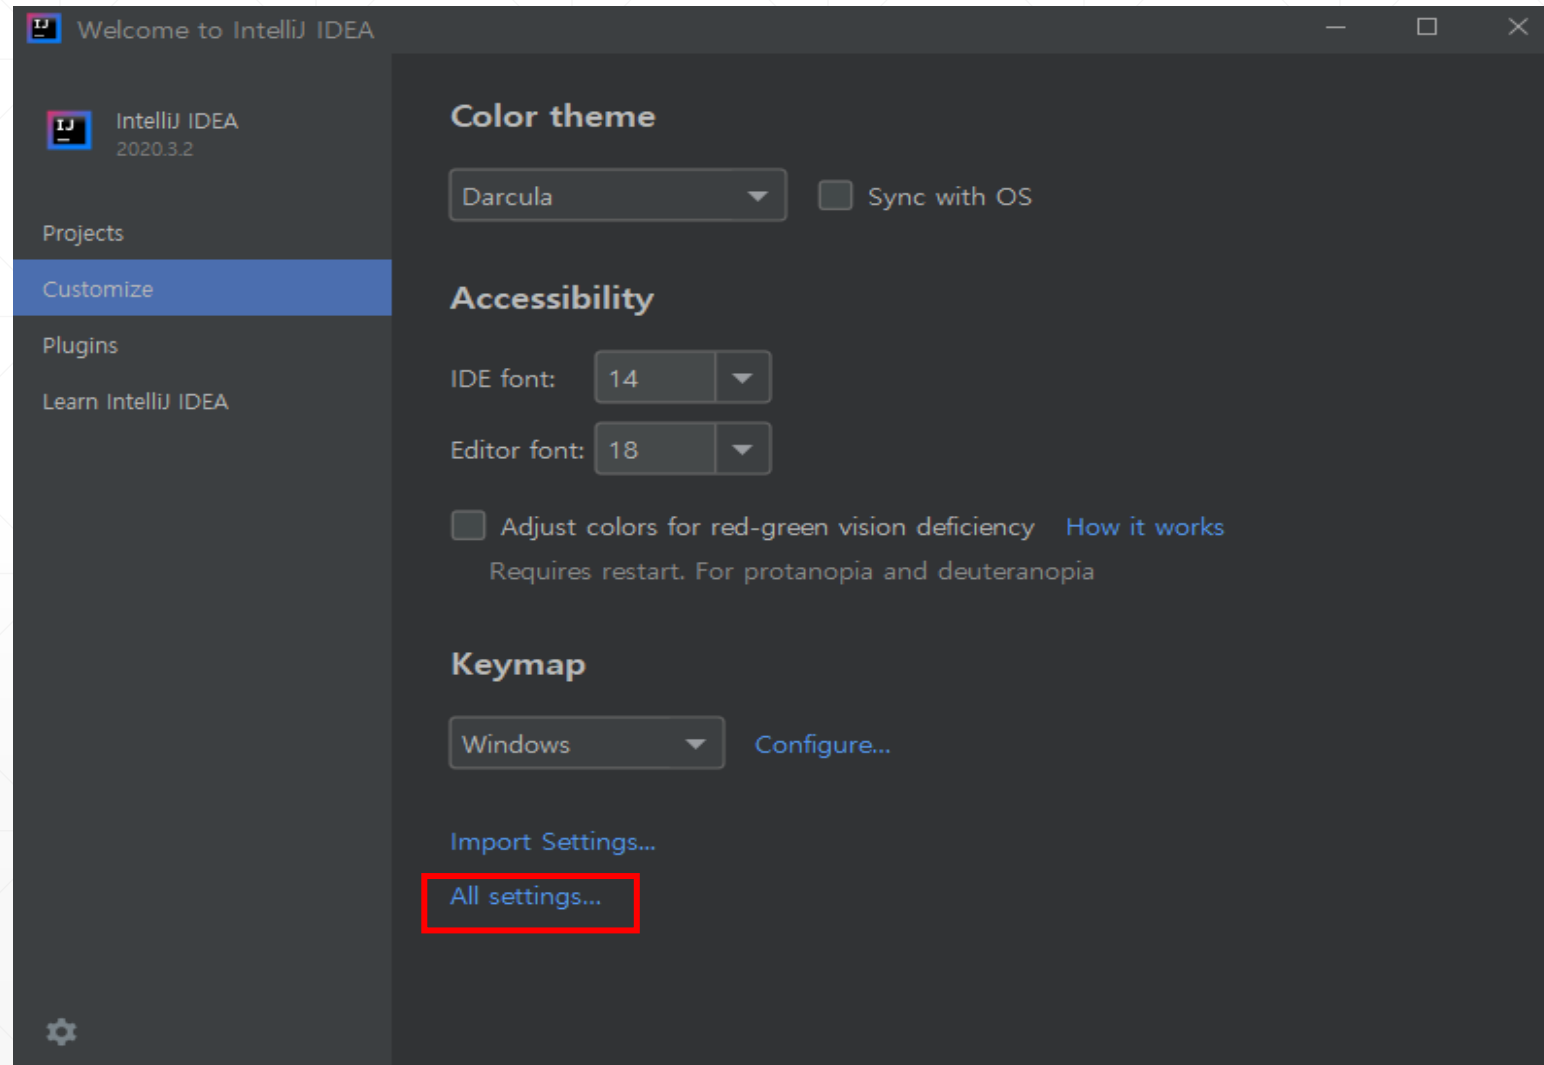 Welcome to IntelliJ IDEA
IntelliJ IDEA
2020.3.2
Projects
Customize
Plugins
Learn IntelliJ IDEA
Color theme
Darcula Sync with OS
Accessibility
IDE font: 14
Editor font: 18
Adjust colors for red-green vision deficiency How it works
Requires restart. For protanopia and deuteranopia
Keymap
Windows Configure...
Import Settings...
All settings...